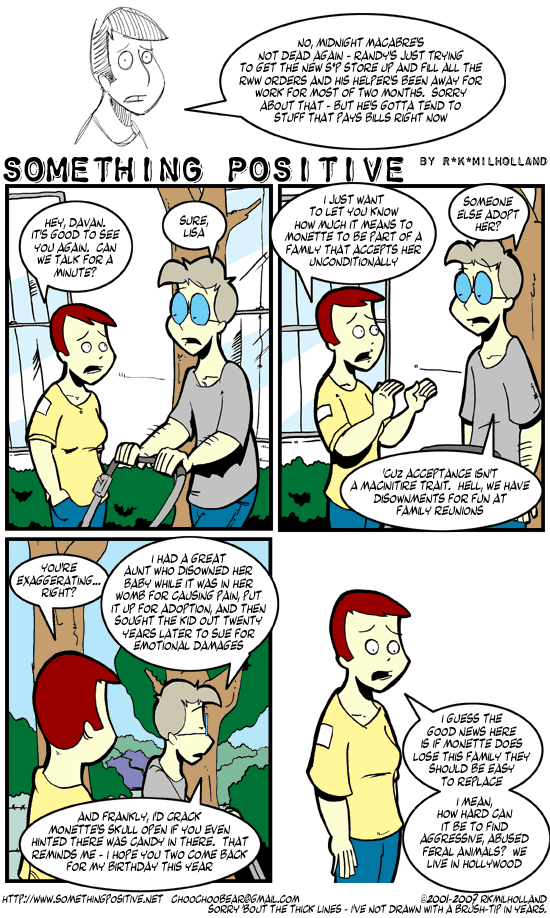 NO, MIDNIGHT MACABRE'S
NOT DEAD AGAIN - RANDY'S JUST TRYING
TO GET THE NEW S*P STORE UP AND FILL ALL THE
RWW ORDERS AND HIS HELPER'S BEEN AWAY FOR
WORK FOR MOST OF TWO MONTHS. SORRY
ABOUT THAT - BUT HE'S GOTTA TEND TO
STUFF THAT PAYS BILLS RIGHT NOW
SOMETHING POSITIVE BY R*K*MILHOLLAND
HEY, DAVAN.
IT'S GOOD TO SEE
YOU AGAIN. CAN
WE TALK FOR A
MINUTE?
SURE,
LISA
I JUST WANT
TO LET YOU KNOW
HOW MUCH IT MEANS TO
MONETTE TO BE PART OF A
FAMILY THAT ACCEPTS HER
UNCONDITIONALLY
SOMEONE
ELSE ADOPT
HER?
'CUZ ACCEPTANCE ISN'T
A MACINTIRE TRAIT. HELL, WE HAVE
DISOWNMENTS FOR FUN AT
FAMILY REUNIONS
YOU'RE
EXAGGERATING...
RIGHT?
I HAD A GREAT
AUNT WHO DISOWNED HER
BABY WHILE IT WAS IN HER
WOMB FOR CAUSING PAIN, PUT
IT UP FOR ADOPTION, AND THEN
SOUGHT THE KID OUT TWENTY
YEARS LATER TO SUE FOR
EMOTIONAL DAMAGES
AND FRANKLY, I'D CRACK
MONETTE'S SKULL OPEN IF YOU EVEN
HINTED THERE WAS CANDY IN THERE. THAT
REMINDS ME - I HOPE YOU TWO COME BACK
FOR MY BIRTHDAY THIS YEAR
I GUESS THE
GOOD NEWS HERE
IS IF MONETTE DOES
LOSE THIS FAMILY THEY
SHOULD BE EASY
TO REPLACE
I MEAN,
HOW HARD CAN
IT BE TO FIND
AGGRESSIVE, ABUSED
FERAL ANIMALS? WE
LIVE IN HOLLYWOOD
HTTP://WWW.SOMETHINGPOSITIVE.NET CHOOCHOOBEAR@GMAIL.COM ©2001-2007 RKMILHOLLAND
SORRY 'BOUT THE THICK LINES - I'VE NOT DRAWN WITH A BRUSH-TIP IN YEARS.